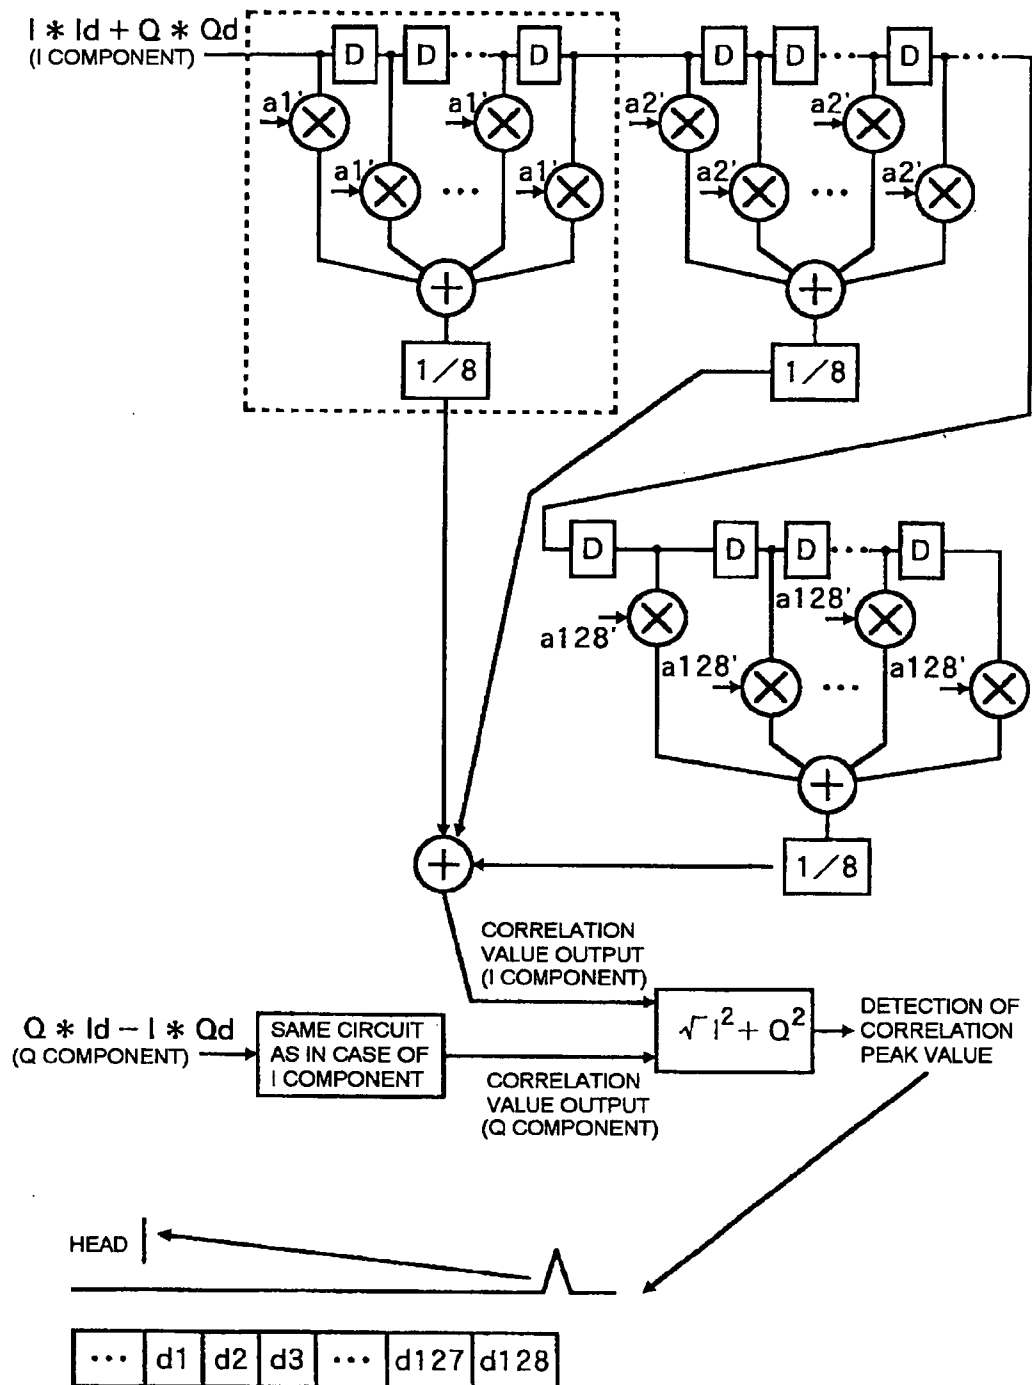 I * Id + Q * Qd
(I COMPONENT)
D D ... D D D ... D ...
a1' a1' a2' a2'
a1' ... a1' a2' ... a2'
1/8 1/8
D D D ... D
a128'
a128'
a128' ... a128'
1/8
CORRELATION
VALUE OUTPUT
(I COMPONENT)
Q * Id – I * Qd
(Q COMPONENT)
SAME CIRCUIT
AS IN CASE OF
I COMPONENT
√I² + Q²
DETECTION OF
CORRELATION
PEAK VALUE
CORRELATION
VALUE OUTPUT
(Q COMPONENT)
HEAD
... d1 d2 d3 ... d127 d128